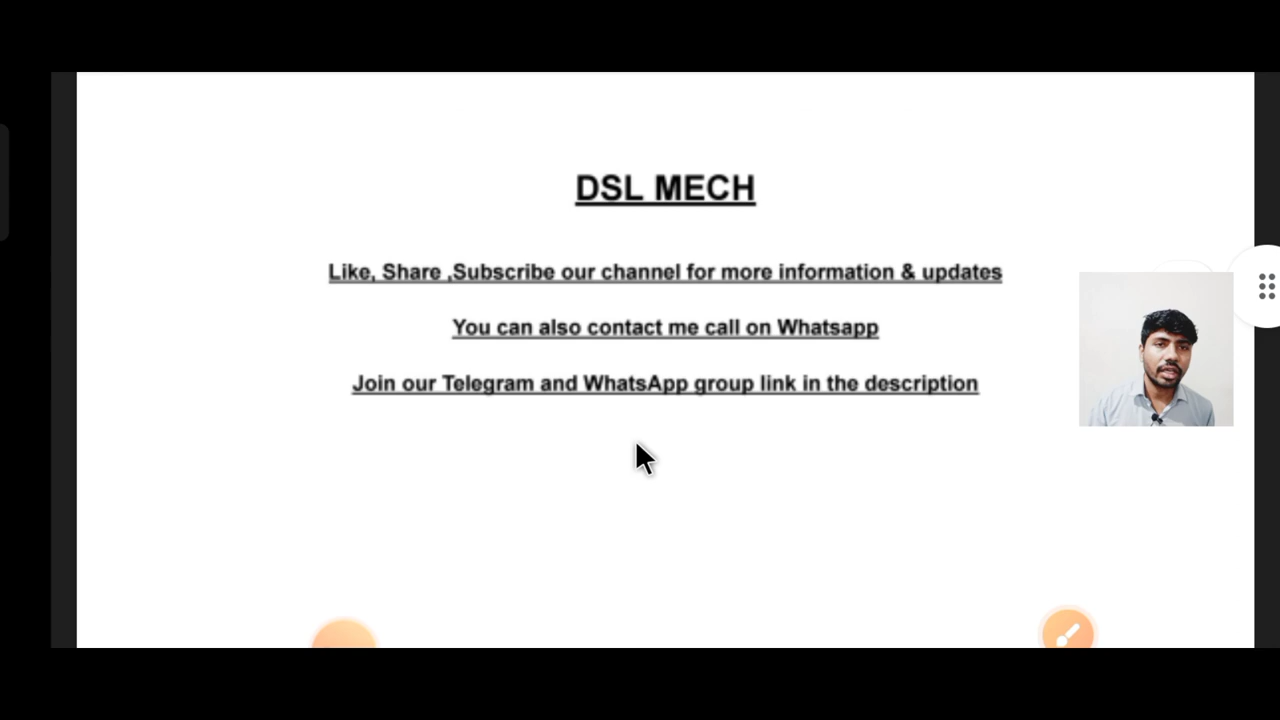 DSL MECH
Like, Share ,Subscribe our channel for more information & updates
You can also contact me call on Whatsapp
Join our Telegram and WhatsApp group link in the description